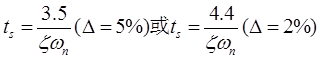 t_s = 3.5/(ζω_n) (Δ = 5%)或 t_s = 4.4/(ζω_n) (Δ = 2%)